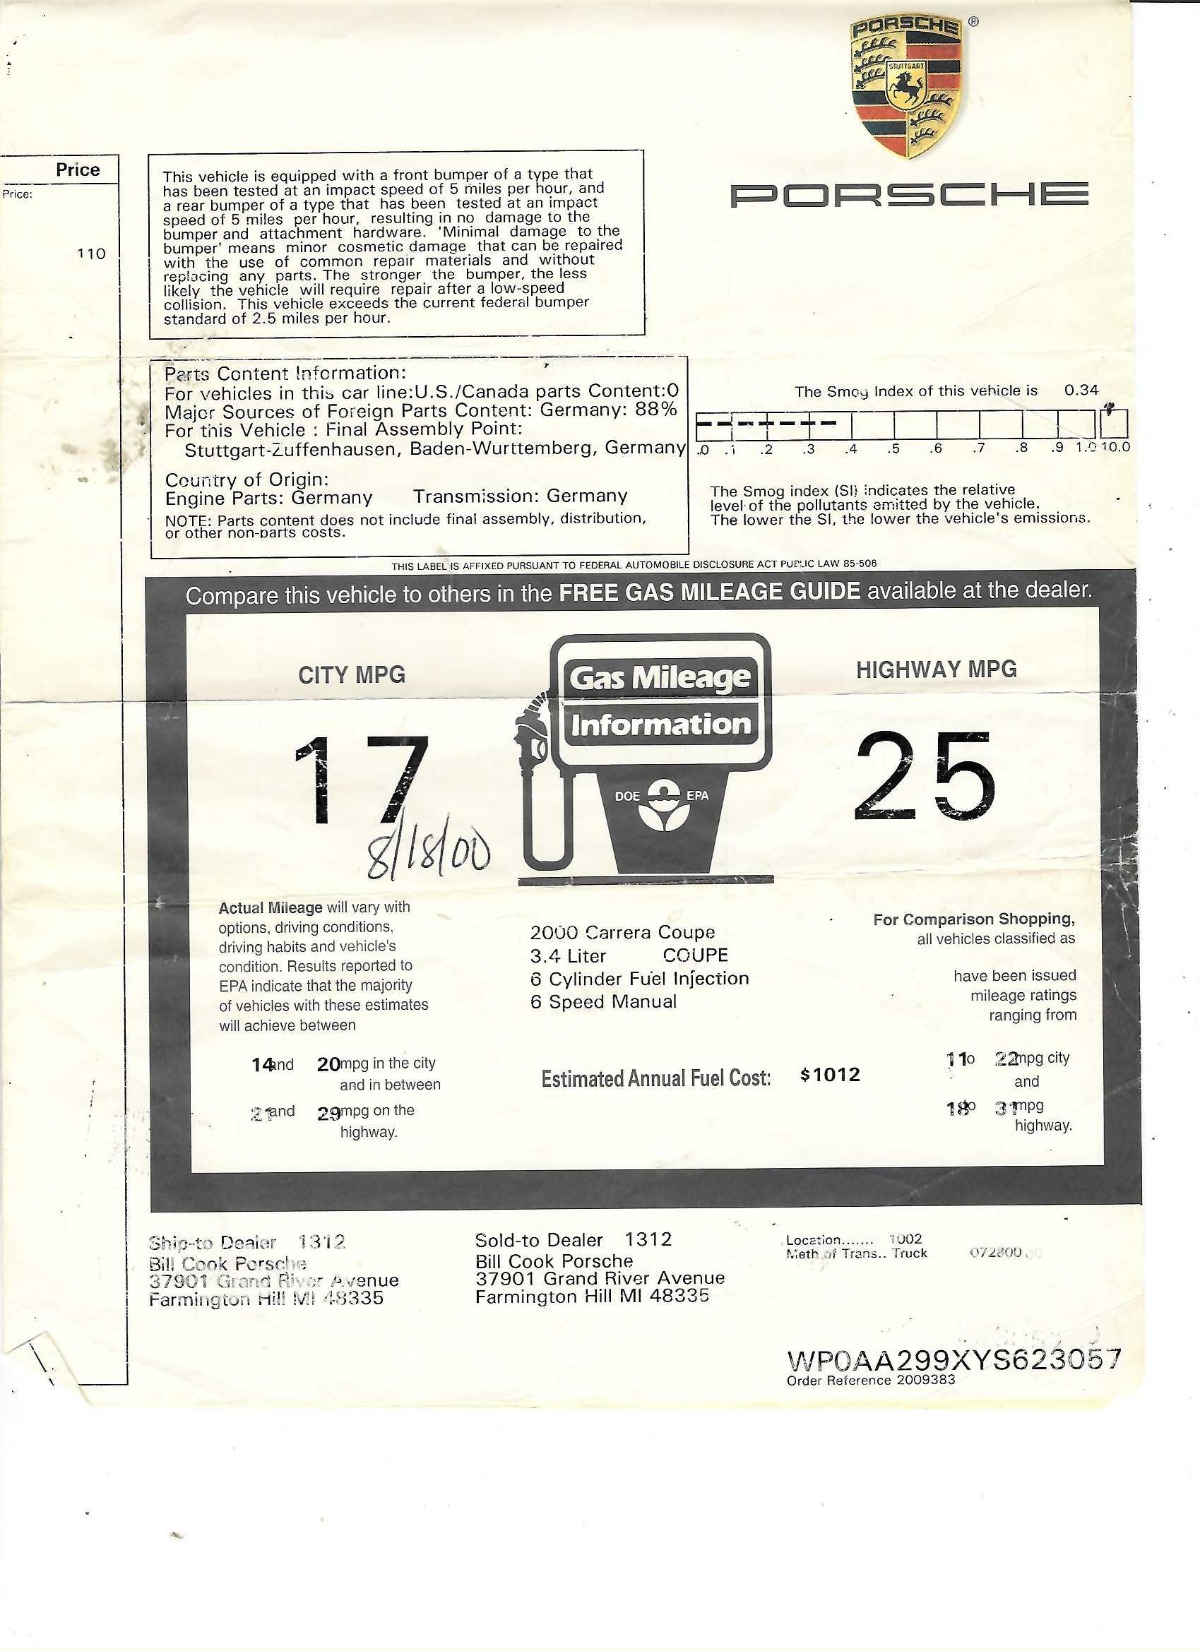 PORSCHE ®
STUTTGART
PORSCHE
Price
Price:
110
This vehicle is equipped with a front bumper of a type that
has been tested at an impact speed of 5 miles per hour, and
a rear bumper of a type that has been tested at an impact
speed of 5 miles per hour, resulting in no damage to the
bumper and attachment hardware. 'Minimal damage to the
bumper' means minor cosmetic damage that can be repaired
with the use of common repair materials and without
replacing any parts. The stronger the bumper, the less
likely the vehicle will require repair after a low-speed
collision. This vehicle exceeds the current federal bumper
standard of 2.5 miles per hour.
Parts Content Information:
For vehicles in this car line:U.S./Canada parts Content:0
Major Sources of Foreign Parts Content: Germany: 88%
For this Vehicle : Final Assembly Point:
Stuttgart-Zuffenhausen, Baden-Wurttemberg, Germany
Country of Origin:
Engine Parts: Germany Transmission: Germany
NOTE: Parts content does not include final assembly, distribution,
or other non-parts costs.
The Smog Index of this vehicle is 0.34
.0 .1 .2 .3 .4 .5 .6 .7 .8 .9 1.0 10.0
The Smog index (SI) indicates the relative
level of the pollutants emitted by the vehicle.
The lower the SI, the lower the vehicle's emissions.
THIS LABEL IS AFFIXED PURSUANT TO FEDERAL AUTOMOBILE DISCLOSURE ACT PUBLIC LAW 85-506
Compare this vehicle to others in the FREE GAS MILEAGE GUIDE available at the dealer.
CITY MPG
17
8/18/00
Gas Mileage
Information
DOE EPA
HIGHWAY MPG
25
Actual Mileage will vary with
options, driving conditions,
driving habits and vehicle's
condition. Results reported to
EPA indicate that the majority
of vehicles with these estimates
will achieve between
14and 20mpg in the city
and in between
21and 29mpg on the
highway.
2000 Carrera Coupe
3.4 Liter COUPE
6 Cylinder Fuel Injection
6 Speed Manual
Estimated Annual Fuel Cost: $1012
For Comparison Shopping,
all vehicles classified as
have been issued
mileage ratings
ranging from
11to 22mpg city
and
18to 31mpg
highway.
Ship-to Dealer 1312
Bill Cook Porsche
37901 Grand River Avenue
Farmington Hill MI 48335
Sold-to Dealer 1312
Bill Cook Porsche
37901 Grand River Avenue
Farmington Hill MI 48335
Location....... 1002
Meth of Trans.. Truck 072800
WP0AA299XYS623057
Order Reference 2009383